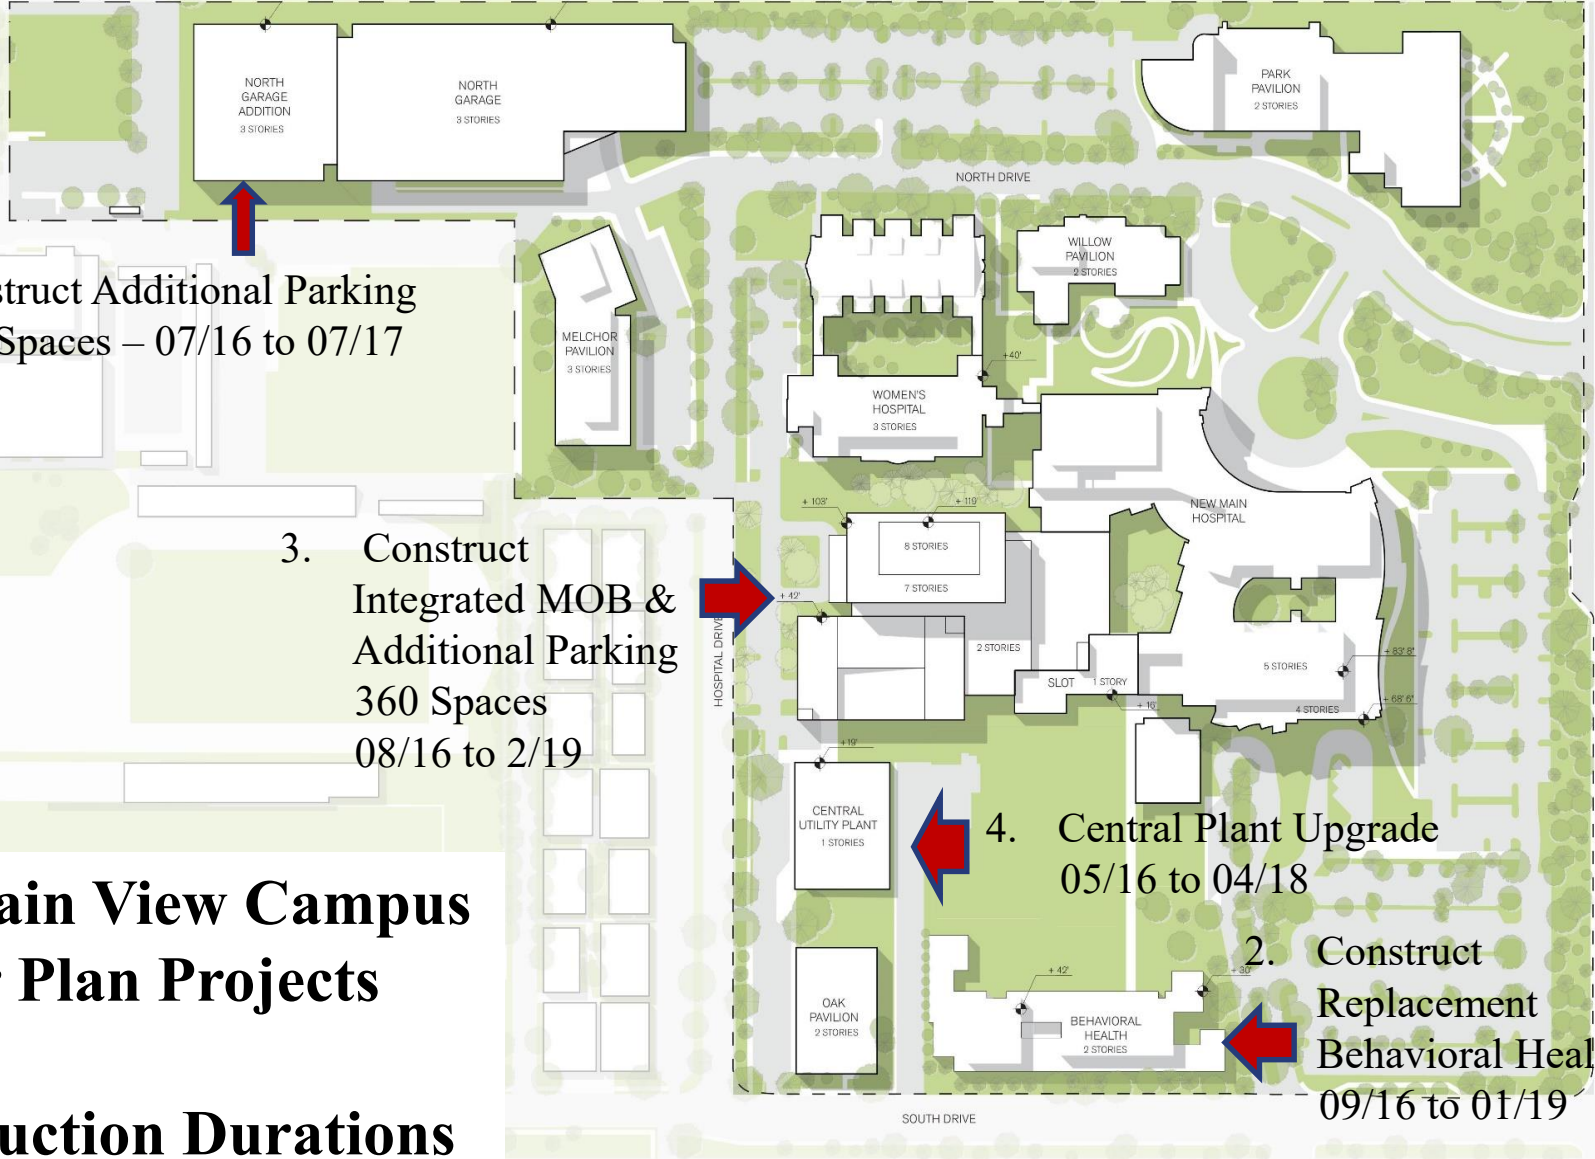 NORTH
GARAGE
ADDITION
3 STORIES
NORTH
GARAGE
3 STORIES
PARK
PAVILION
2 STORIES
NORTH DRIVE
struct Additional Parking
Spaces – 07/16 to 07/17
MELCHOR
PAVILION
3 STORIES
WILLOW
PAVILION
2 STORIES
+40'
WOMEN'S
HOSPITAL
3 STORIES
+ 103'
+ 119
8 STORIES
7 STORIES
NEW MAIN
HOSPITAL
3. Construct
Integrated MOB &
Additional Parking
360 Spaces
08/16 to 2/19
+ 42'
HOSPITAL DRIVE
2 STORIES
SLOT
1 STORY
+ 16'
5 STORIES
+ 83' 8"
4 STORIES
+ 68' 6"
+19'
CENTRAL
UTILITY PLANT
1 STORIES
4. Central Plant Upgrade
05/16 to 04/18
ain View Campus
Plan Projects
uction Durations
OAK
PAVILION
2 STORIES
+ 42'
+ 30'
BEHAVIORAL
HEALTH
2 STORIES
2. Construct
Replacement
Behavioral Heal
09/16 to 01/19
SOUTH DRIVE